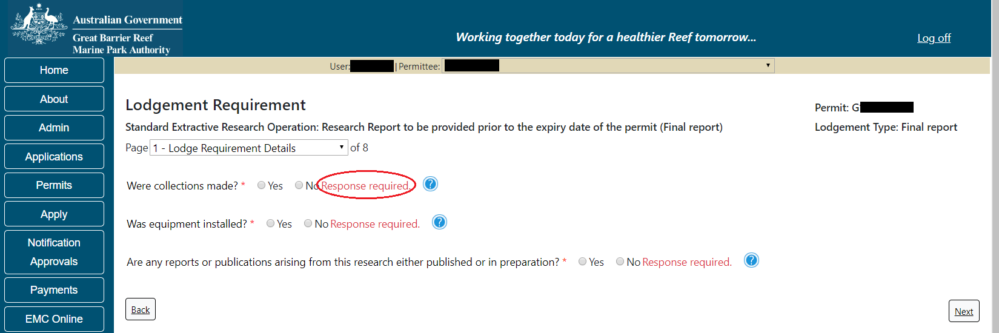 Australian Government
Great Barrier Reef
Marine Park Authority
Working together today for a healthier Reef tomorrow...
Log off
User: | Permittee:
Home
About
Admin
Applications
Permits
Apply
Notification
Approvals
Payments
EMC Online
Lodgement Requirement
Permit: G
Standard Extractive Research Operation: Research Report to be provided prior to the expiry date of the permit (Final report)
Lodgement Type: Final report
Page 1 - Lodge Requirement Details of 8
Were collections made? * Yes No Response required. ?
Was equipment installed? * Yes No Response required. ?
Are any reports or publications arising from this research either published or in preparation? * Yes No Response required. ?
Back
Next